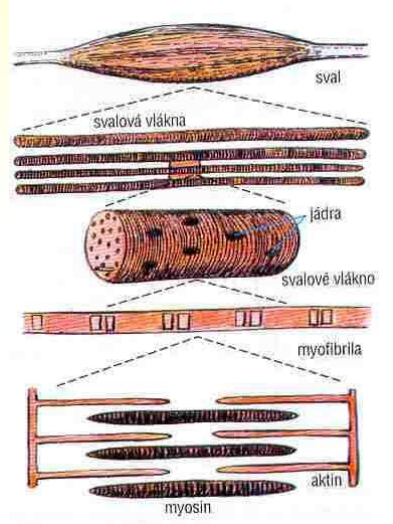 sval
svalová vlákna
jádra
svalové vlákno
myofibrila
aktin
myosin